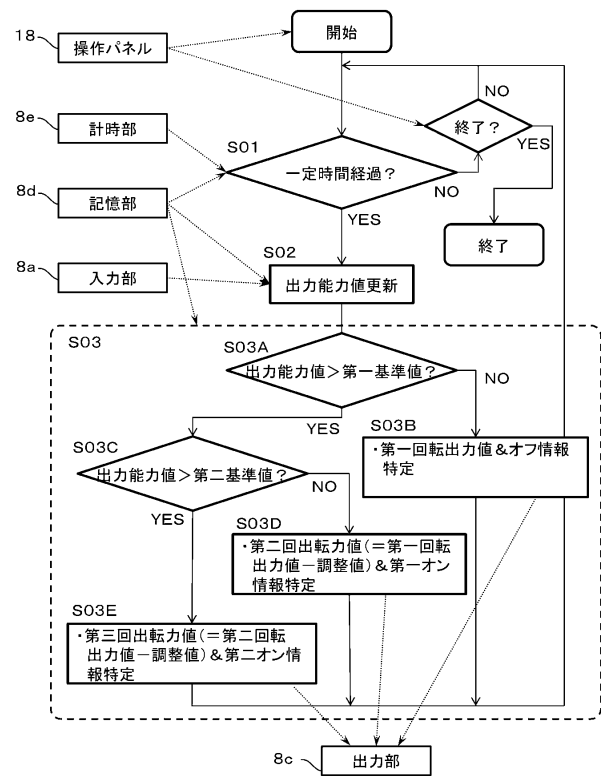 18
操作パネル
開始
8e
計時部
NO
終了?
YES
S01
一定時間経過?
NO
8d
記憶部
YES
終了
8a
入力部
S02
出力能力値更新
S03
S03A
出力能力値>第一基準値?
NO
YES
S03B
・第一回転出力値&オフ情報
特定
S03C
出力能力値>第二基準値?
NO
YES
S03D
・第二回出転力値(=第一回転
出力値-調整値)&第一オン
情報特定
S03E
・第三回出転力値(=第二回転
出力値-調整値)&第二オン情
報特定
8c
出力部